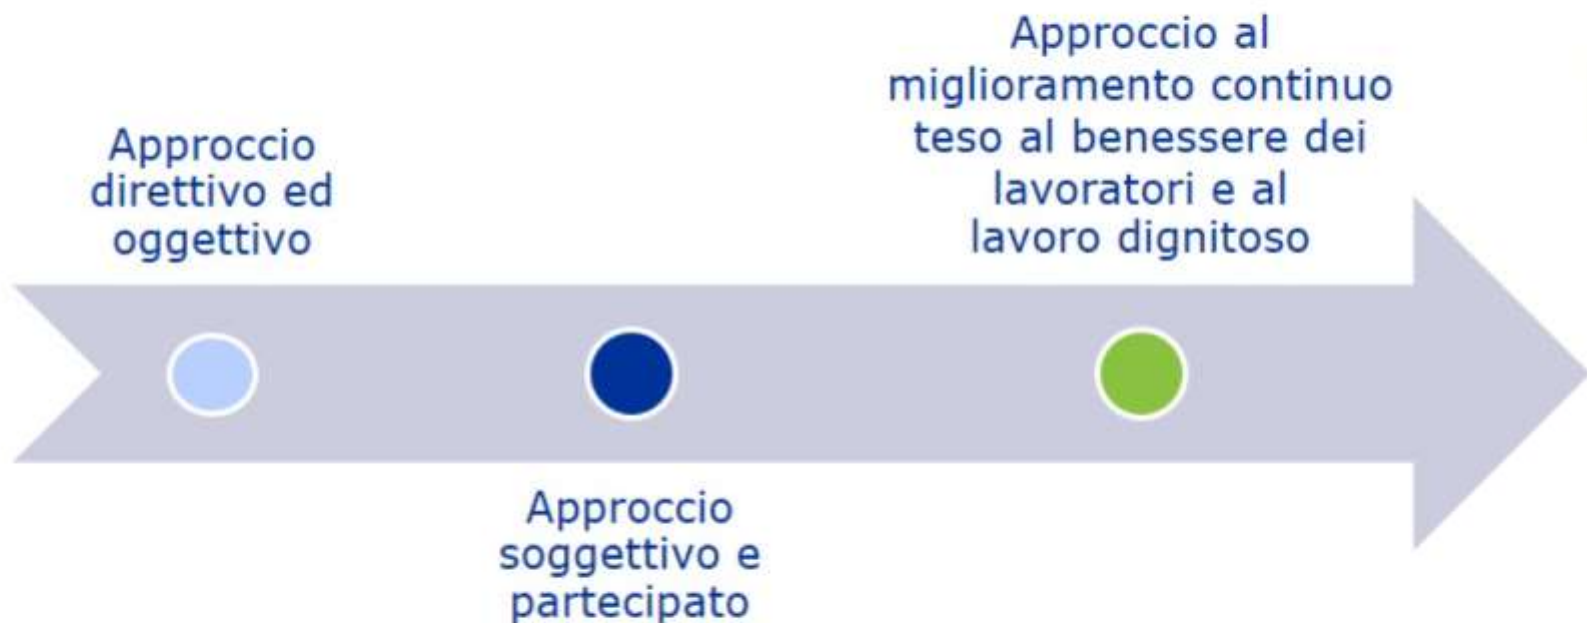 Approccio
direttivo ed
oggettivo
Approccio
soggettivo e
partecipato
Approccio al
miglioramento continuo
teso al benessere dei
lavoratori e al
lavoro dignitoso